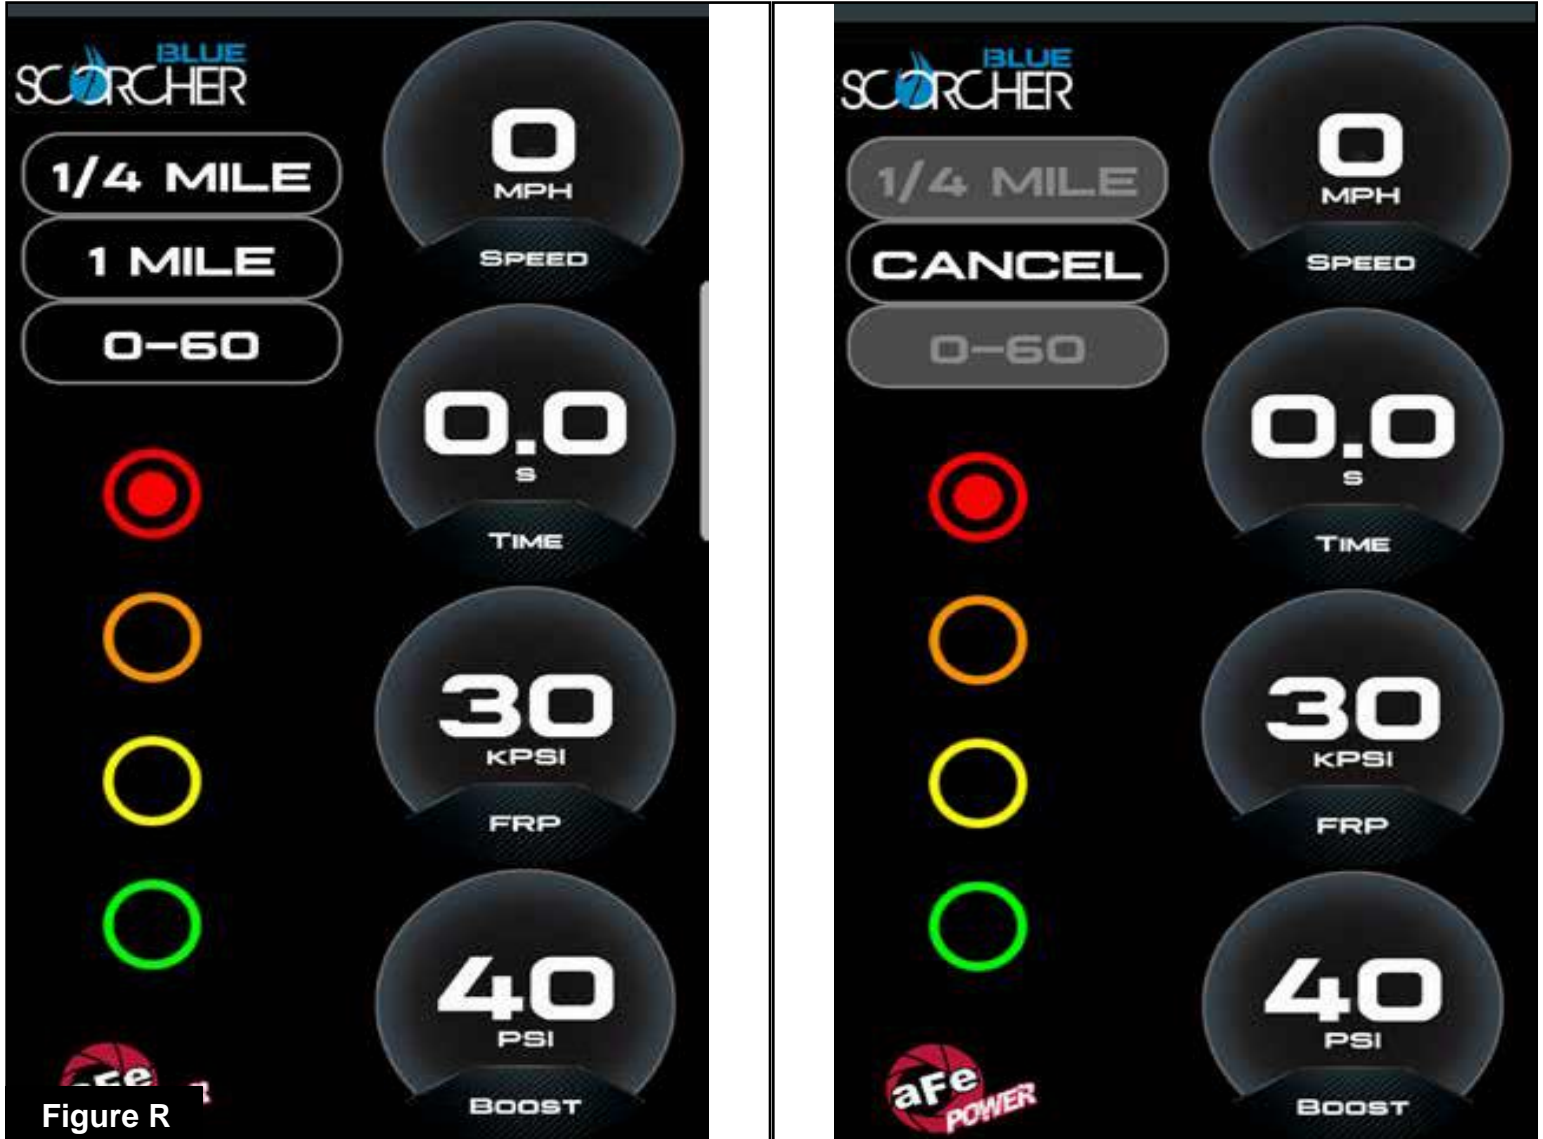 BLUE
SCORCHER
1/4 MILE
1 MILE
0-60
0
MPH
SPEED
0.0
S
TIME
30
KPSI
FRP
40
PSI
BOOST
aFe
Figure R
BLUE
SCORCHER
1/4 MILE
CANCEL
0-60
0
MPH
SPEED
0.0
S
TIME
30
KPSI
FRP
40
PSI
BOOST
aFe
POWER